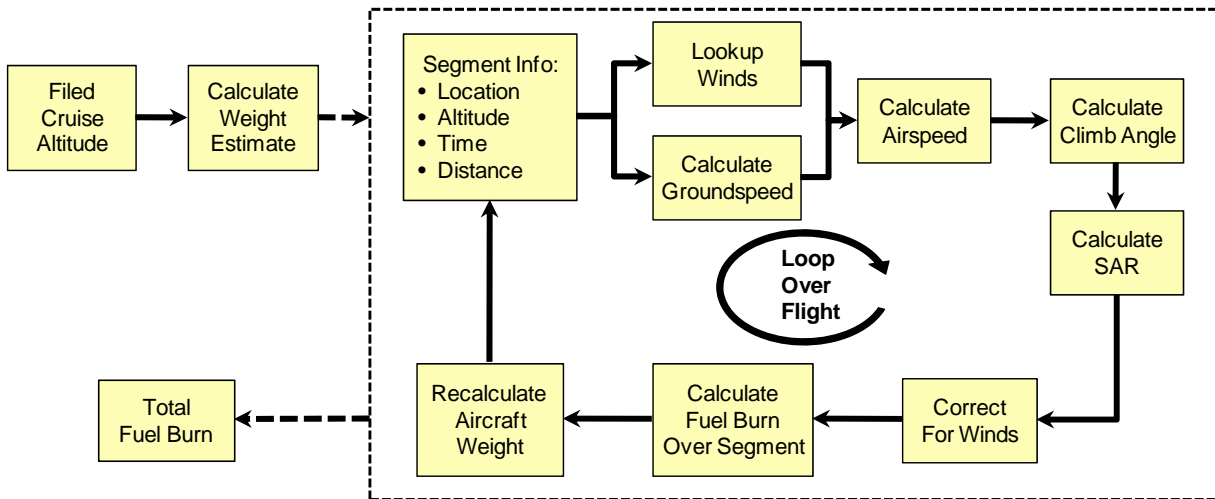 Filed
Cruise
Altitude
Calculate
Weight
Estimate
Segment Info:
• Location
• Altitude
• Time
• Distance
Lookup
Winds
Calculate
Groundspeed
Calculate
Airspeed
Calculate
Climb Angle
Calculate
SAR
Loop
Over
Flight
Correct
For Winds
Calculate
Fuel Burn
Over Segment
Recalculate
Aircraft
Weight
Total
Fuel Burn